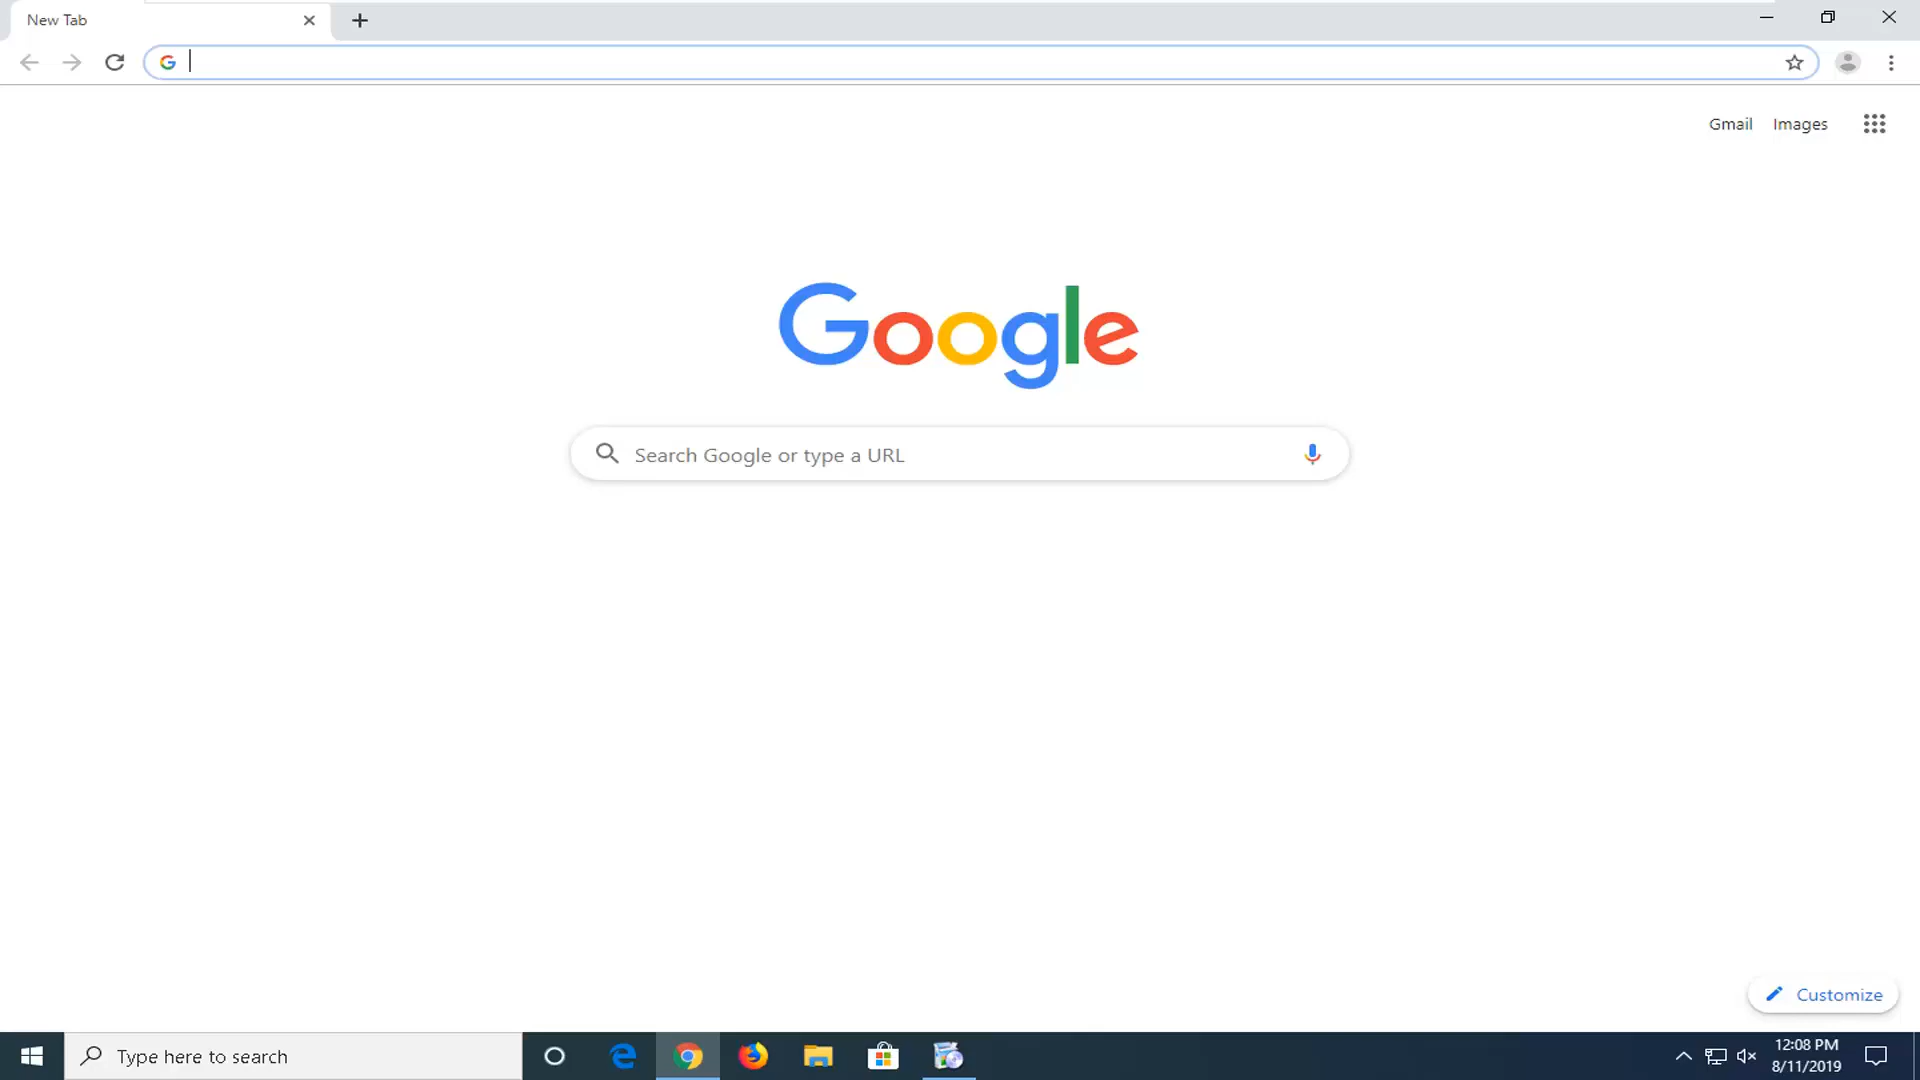 New Tab
Gmail Images
Google
Search Google or type a URL
Customize
Type here to search
12:08 PM
8/11/2019